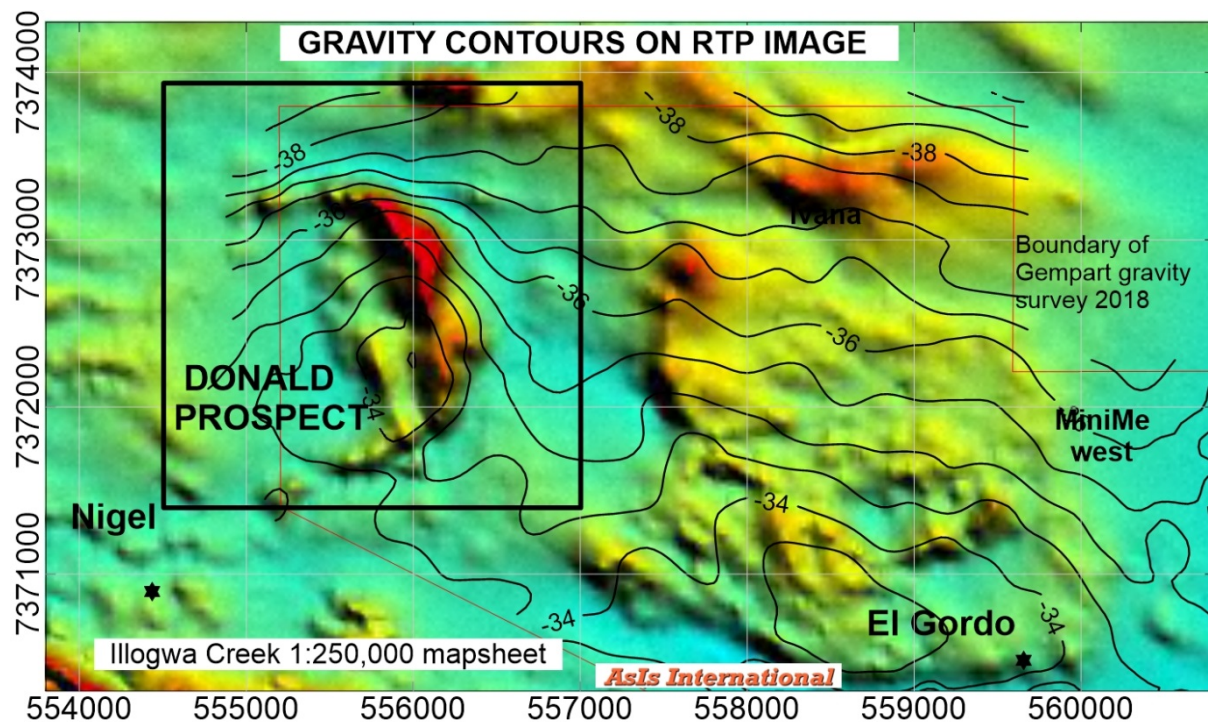 GRAVITY CONTOURS ON RTP IMAGE
7374000
7373000
7372000
7371000
-38
-38
-38
-36
-36
-36
-36
-34
-34
-34
-34
Ivana
Boundary of
Gempart gravity
survey 2018
DONALD
PROSPECT
MiniMe
west
Nigel
El Gordo
Illogwa Creek 1:250,000 mapsheet
AsIs International
554000
555000
556000
557000
558000
559000
560000